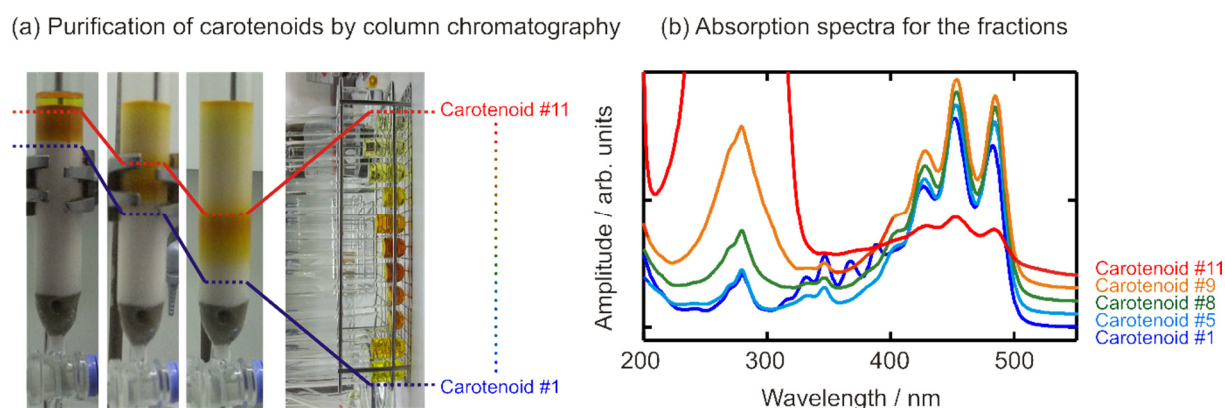 (a) Purification of carotenoids by column chromatography
Carotenoid #11
Carotenoid #1
(b) Absorption spectra for the fractions
Amplitude / arb. units
200
300
400
500
Wavelength / nm
Carotenoid #11
Carotenoid #9
Carotenoid #8
Carotenoid #5
Carotenoid #1